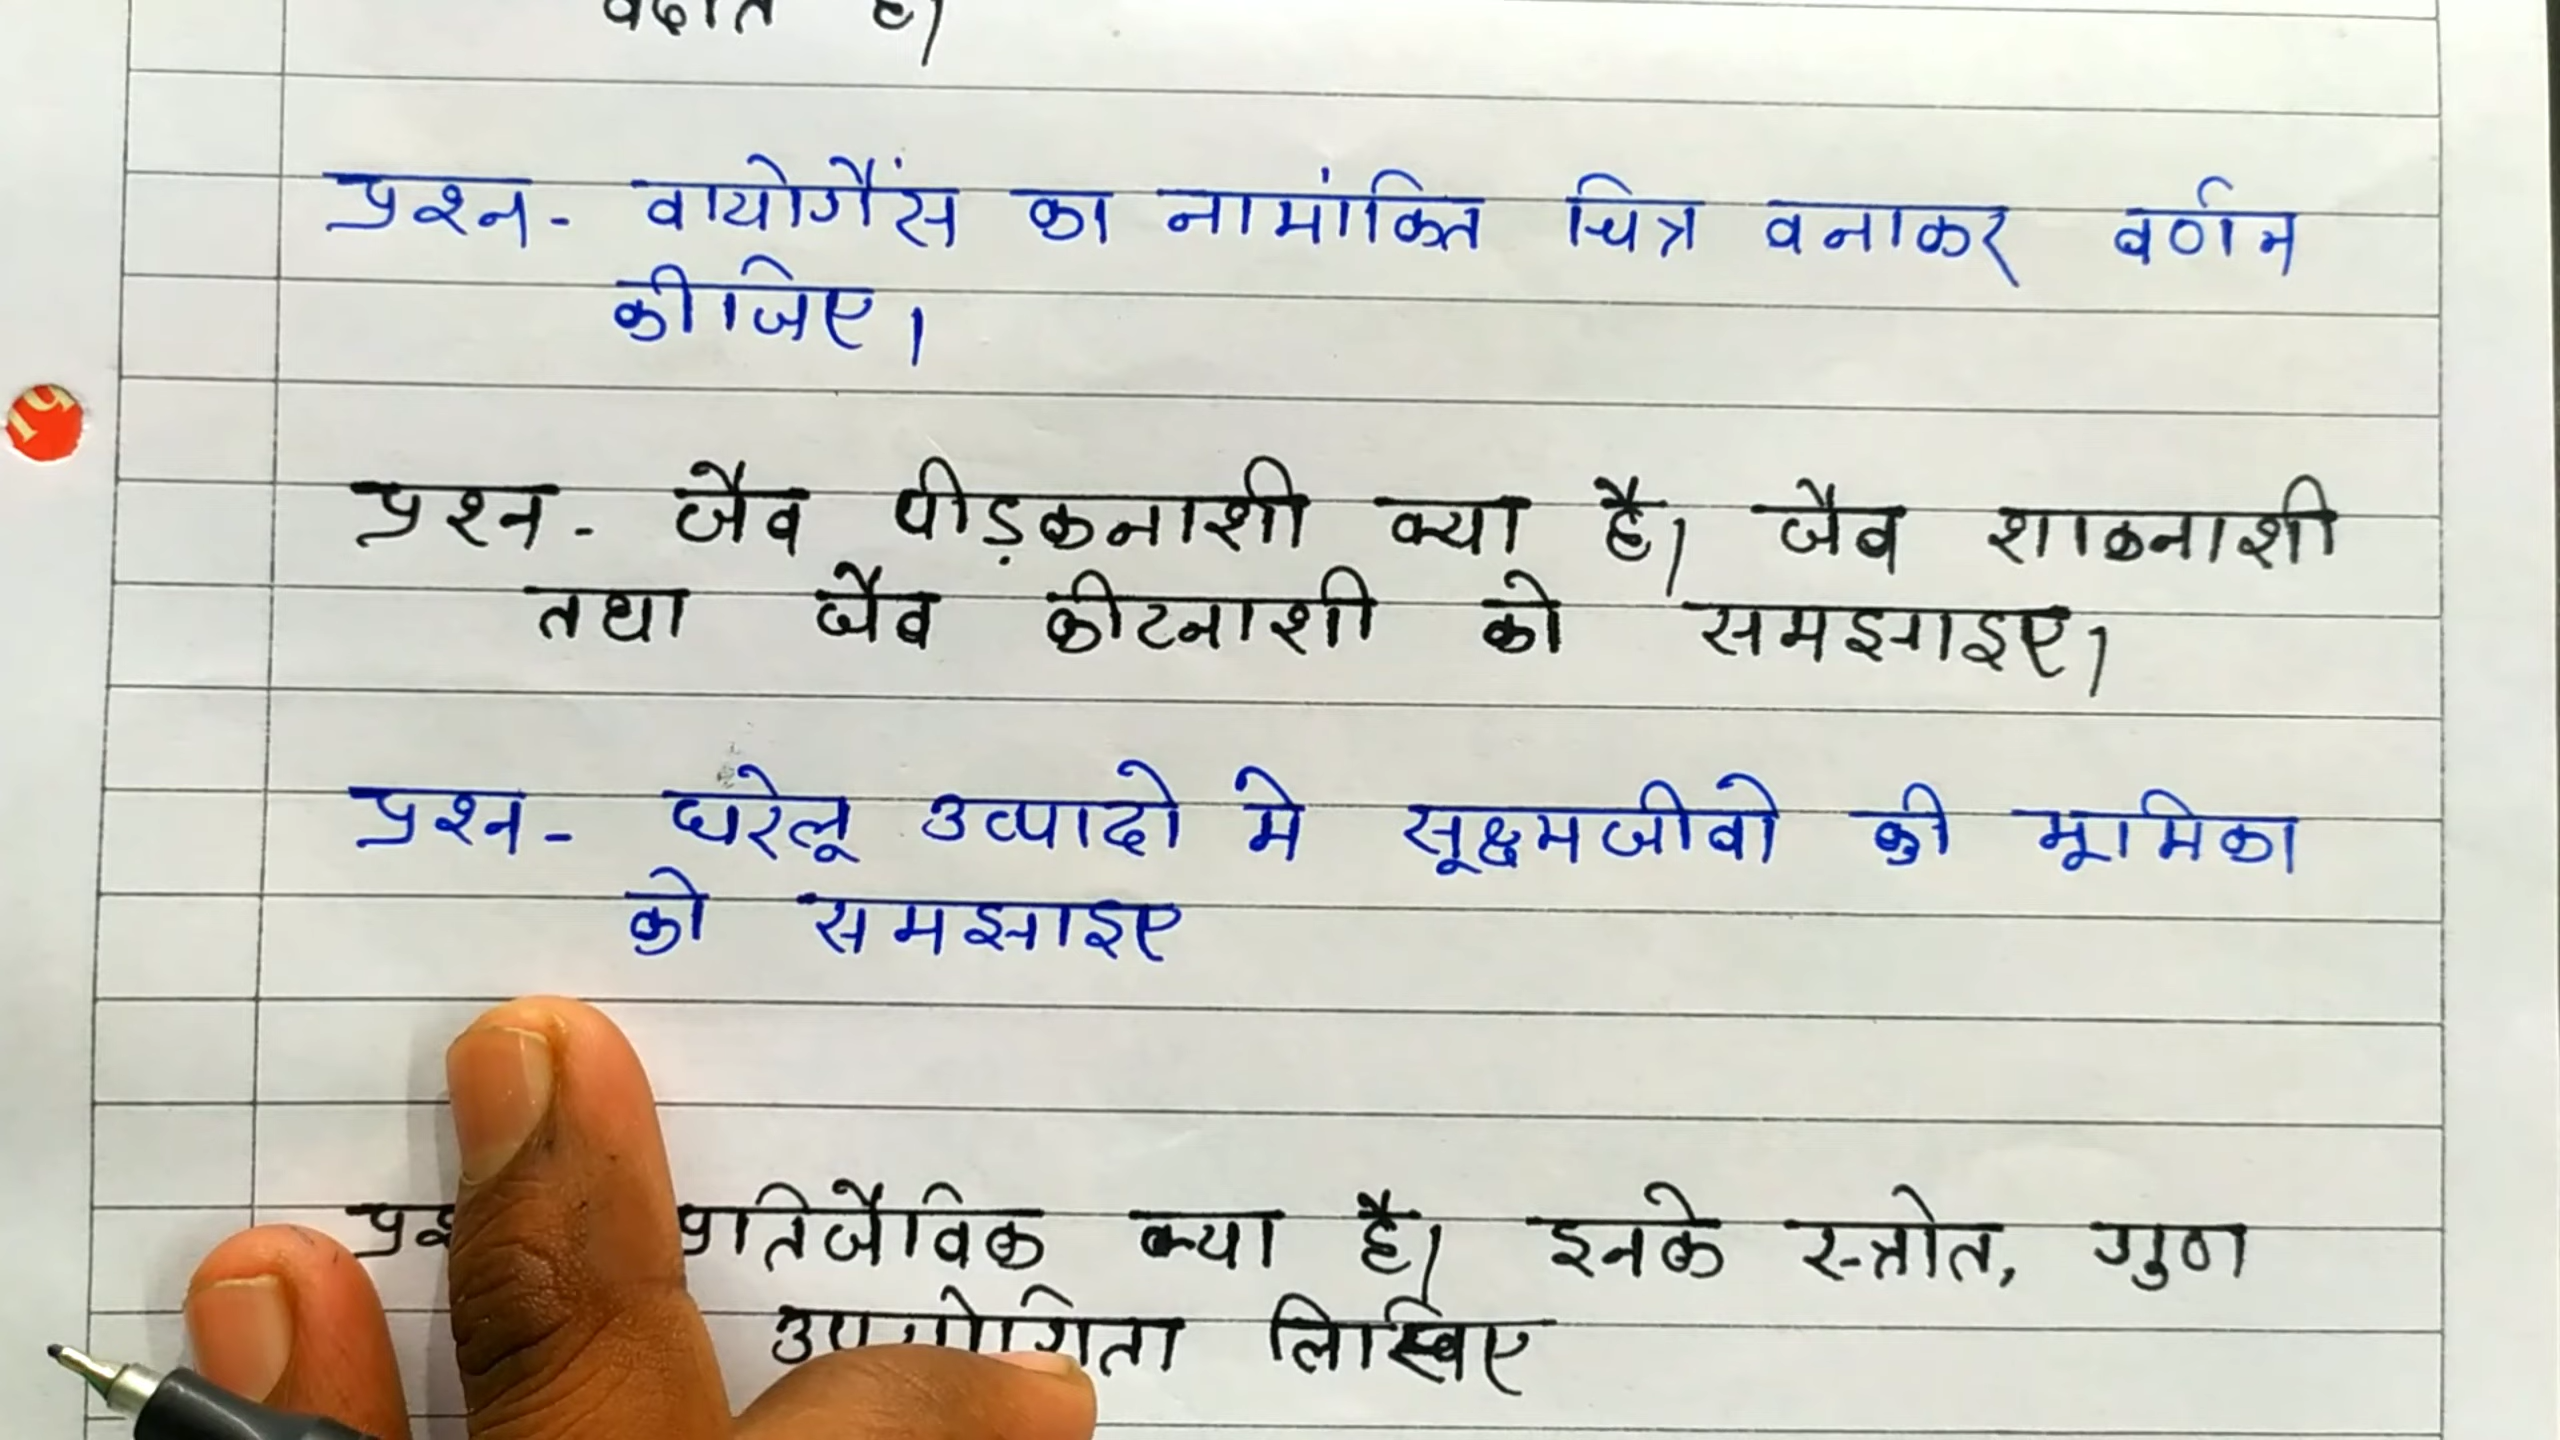 प्रश्न- वायोगैंस का नामांकित चित्र वनाकर वर्णन
कीजिए।
प्रश्न- जैव पीड़कनाशी क्या है। जैव शाकनाशी
तथा जैव कीटनाशी को समझाइए।
प्रश्न- घरेलू उत्पादो मे सूक्ष्मजीवो की भूमिका
को समझाइए
प्रतिजैविक क्या है। इनके स्त्रोत, गुण
लिखिए